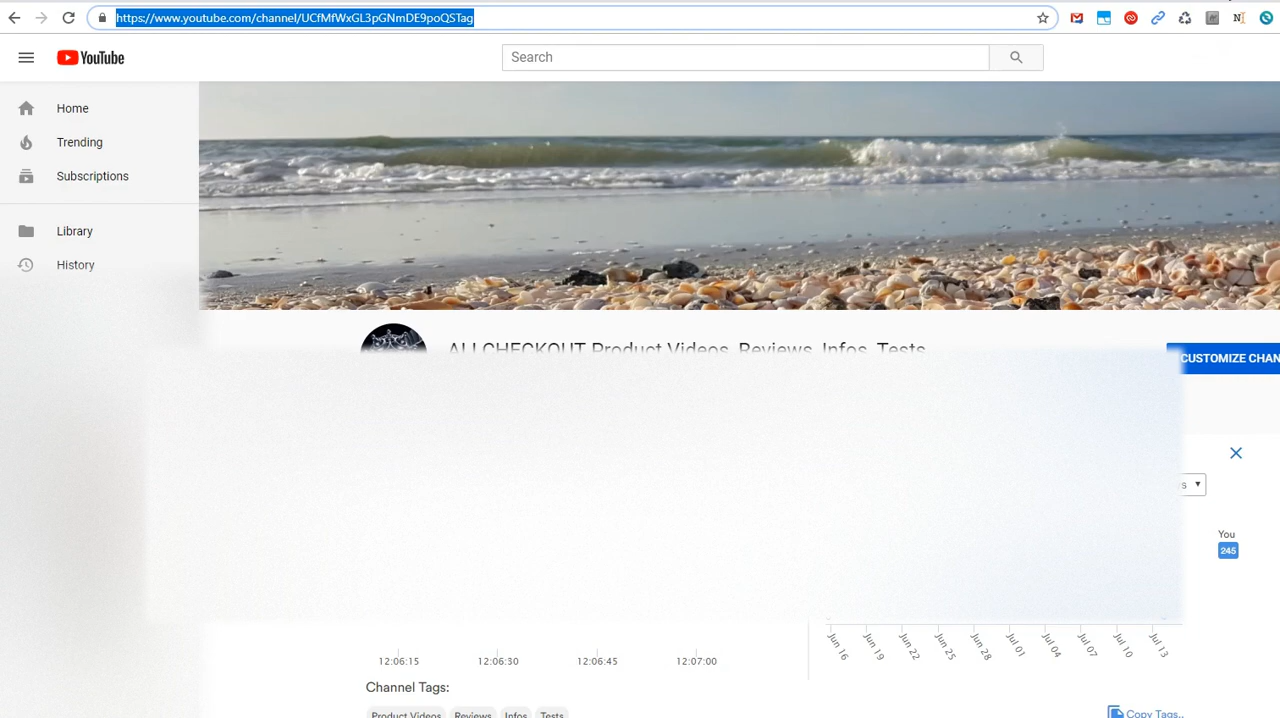 https://www.youtube.com/channel/UCfMfWxGL3pGNmDE9poQSTag
YouTube
Search
Home
Trending
Subscriptions
Library
History
ALLCHECKOUT Product Videos, Reviews, Infos, Tests
CUSTOMIZE CHAN
s
You
245
12:06:15 12:06:30 12:06:45 12:07:00
Jun 16 Jun 19 Jun 22 Jun 25 Jun 28 Jul 01 Jul 04 Jul 07 Jul 10 Jul 13
Channel Tags:
Product Videos Reviews Infos Tests
Copy Tags..